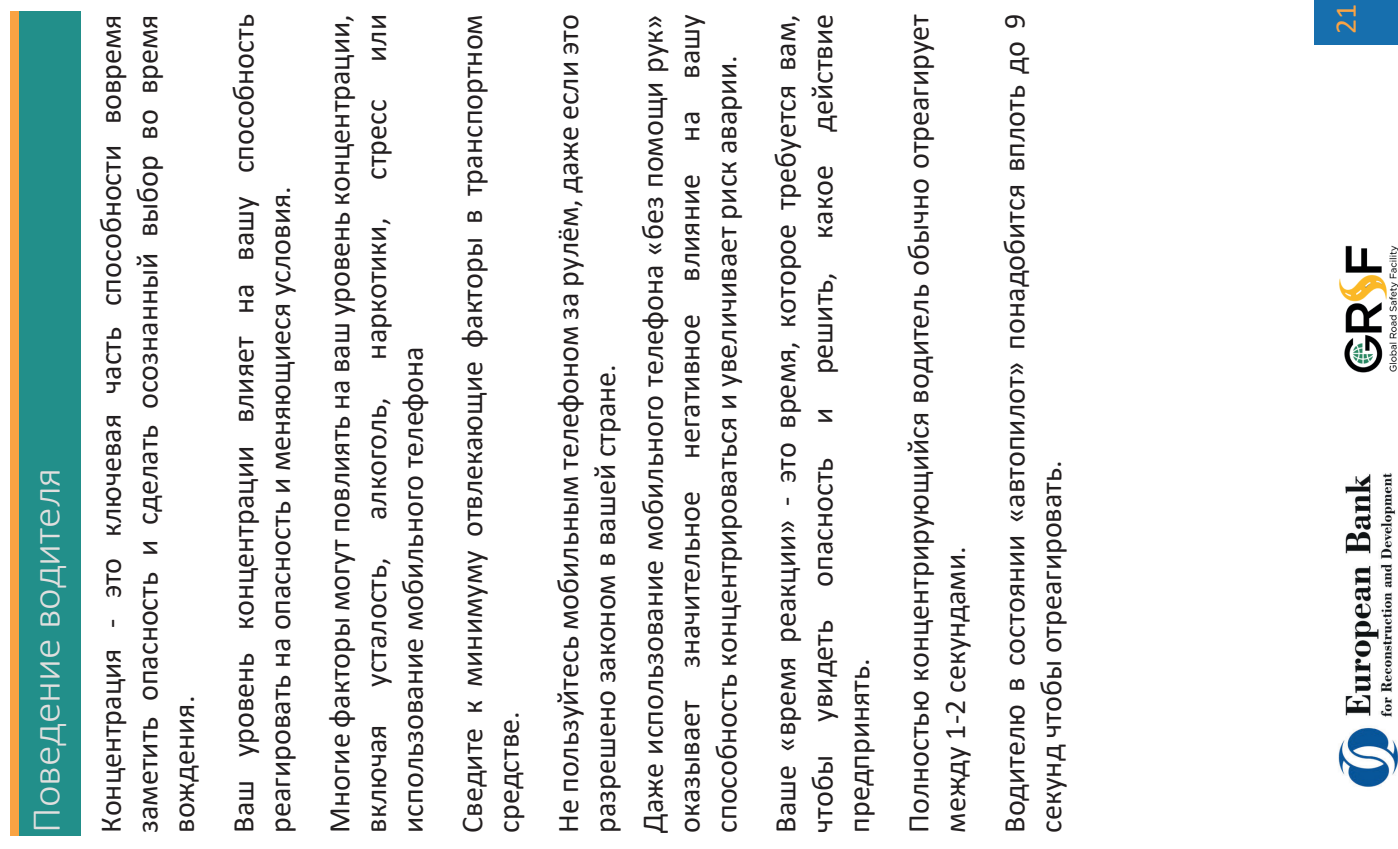 Поведение водителя
Концентрация - это ключевая часть способности вовремя
заметить опасность и сделать осознанный выбор во время
вождения.
Ваш уровень концентрации влияет на вашу способность
реагировать на опасность и меняющиеся условия.
Многие факторы могут повлиять на ваш уровень концентрации,
включая усталость, алкоголь, наркотики, стресс или
использование мобильного телефона
Сведите к минимуму отвлекающие факторы в транспортном
средстве.
Не пользуйтесь мобильным телефоном за рулём, даже если это
разрешено законом в вашей стране.
Даже использование мобильного телефона «без помощи рук»
оказывает значительное негативное влияние на вашу
способность концентрироваться и увеличивает риск аварии.
Ваше «время реакции» - это время, которое требуется вам,
чтобы увидеть опасность и решить, какое действие
предпринять.
Полностью концентрирующийся водитель обычно отреагирует
между 1-2 секундами.
Водителю в состоянии «автопилот» понадобится вплоть до 9
секунд чтобы отреагировать.
European Bank
for Reconstruction and Development
GRSF
Global Road Safety Facility
21